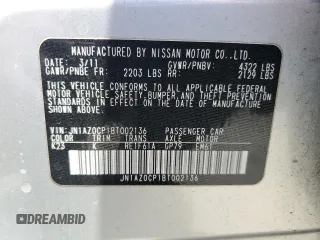 MANUFACTURED BY NISSAN MOTOR CO.,LTD.
DATE: 3/11 GVWR/PNBV: 4323 LBS
GAWR/PNBE FR: 2203 LBS RR: 2129 LBS
THIS VEHICLE CONFORMS TO ALL APPLICABLE FEDERAL
MOTOR VEHICLE SAFETY, BUMPER, AND THEFT
PREVENTION STANDARDS IN EFFECT ON THE DATE OF
MANUFACTURE SHOWN ABOVE.
VIN: JN1AZ0CP1BT002136 PASSENGER CAR
COLOR TRIM TRANS AXLE MOTOR
K23 K RE1F61A GP79 EM61
JN1AZ0CP1BT002136
DREAMBID